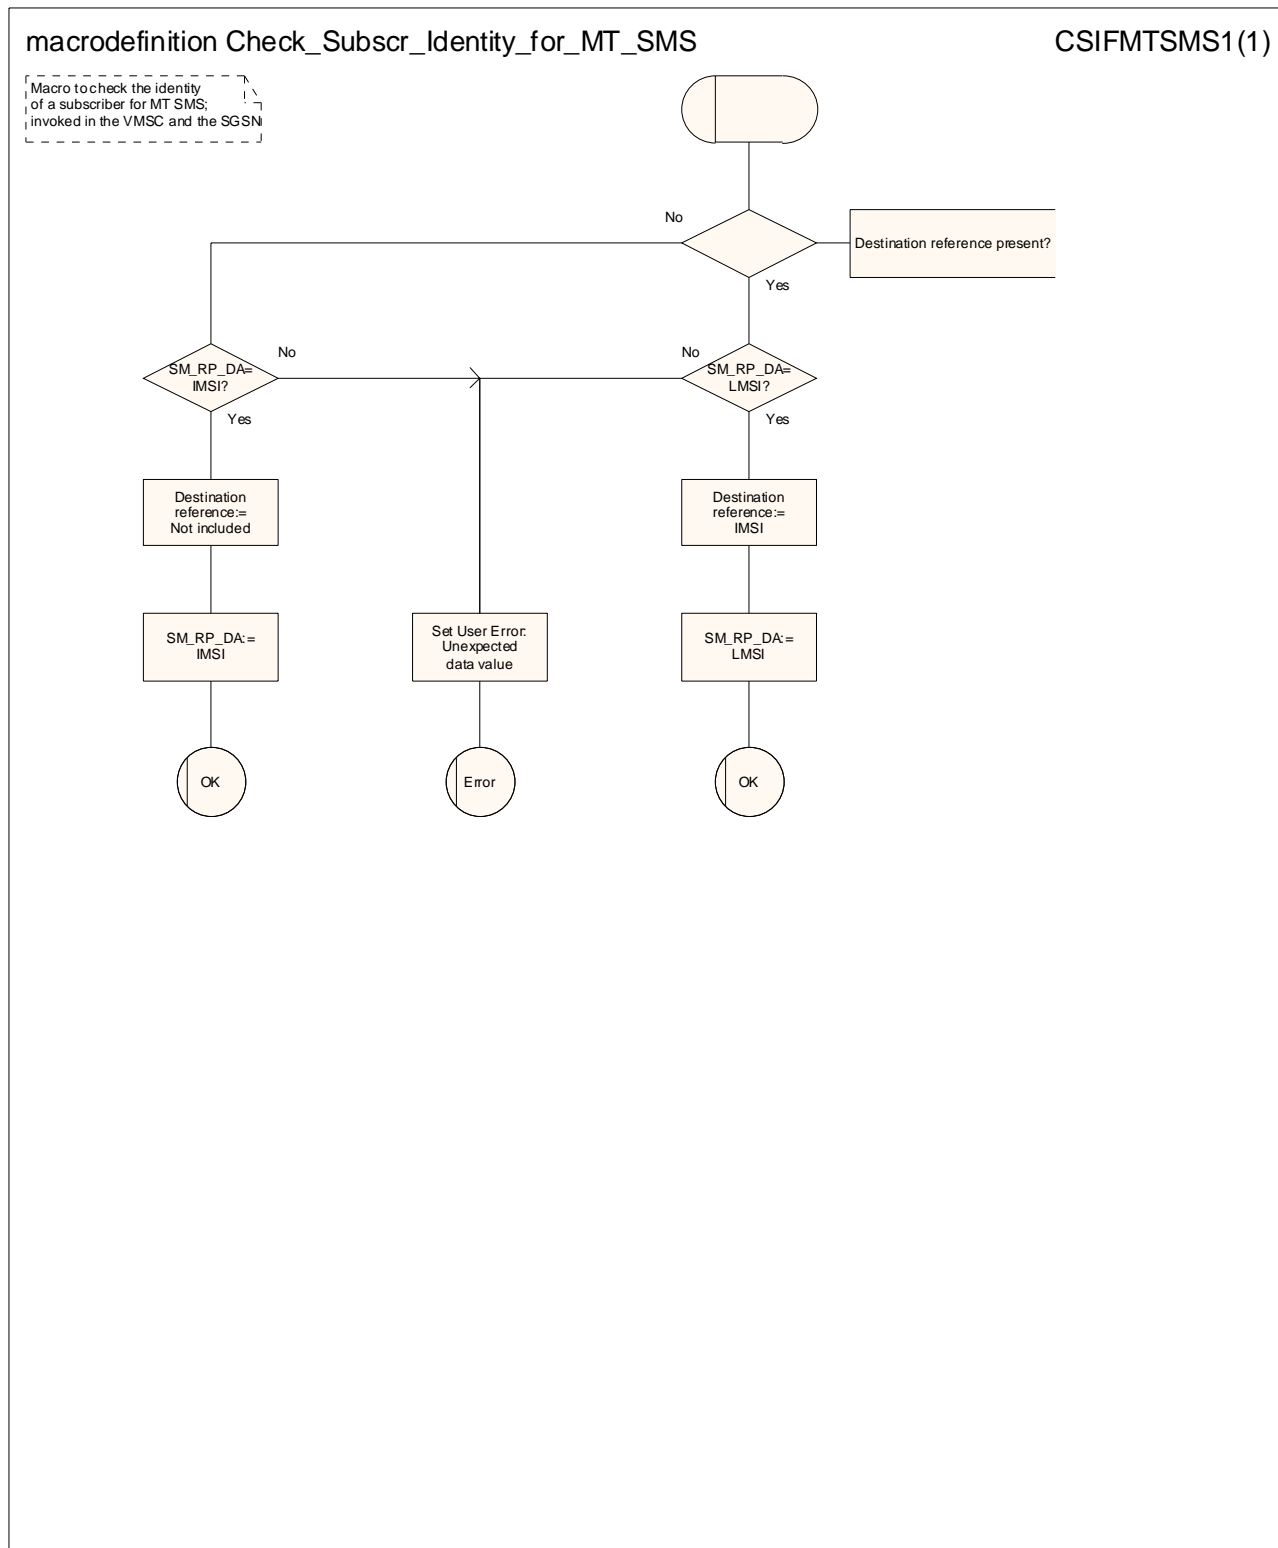 macrodefinition Check_Subscr_Identity_for_MT_SMS
CSIFMTSMS1(1)
Macro to check the identity
of a subscriber for MT SMS;
invoked in the VMSC and the SGSN
No
Destination reference present?
Yes
SM_RP_DA=
IMSI?
No
No
SM_RP_DA=
LMSI?
Yes
Yes
Destination
reference:=
Not included
Destination
reference:=
IMSI
SM_RP_DA:=
IMSI
Set User Error:
Unexpected
data value
SM_RP_DA:=
LMSI
OK
Error
OK